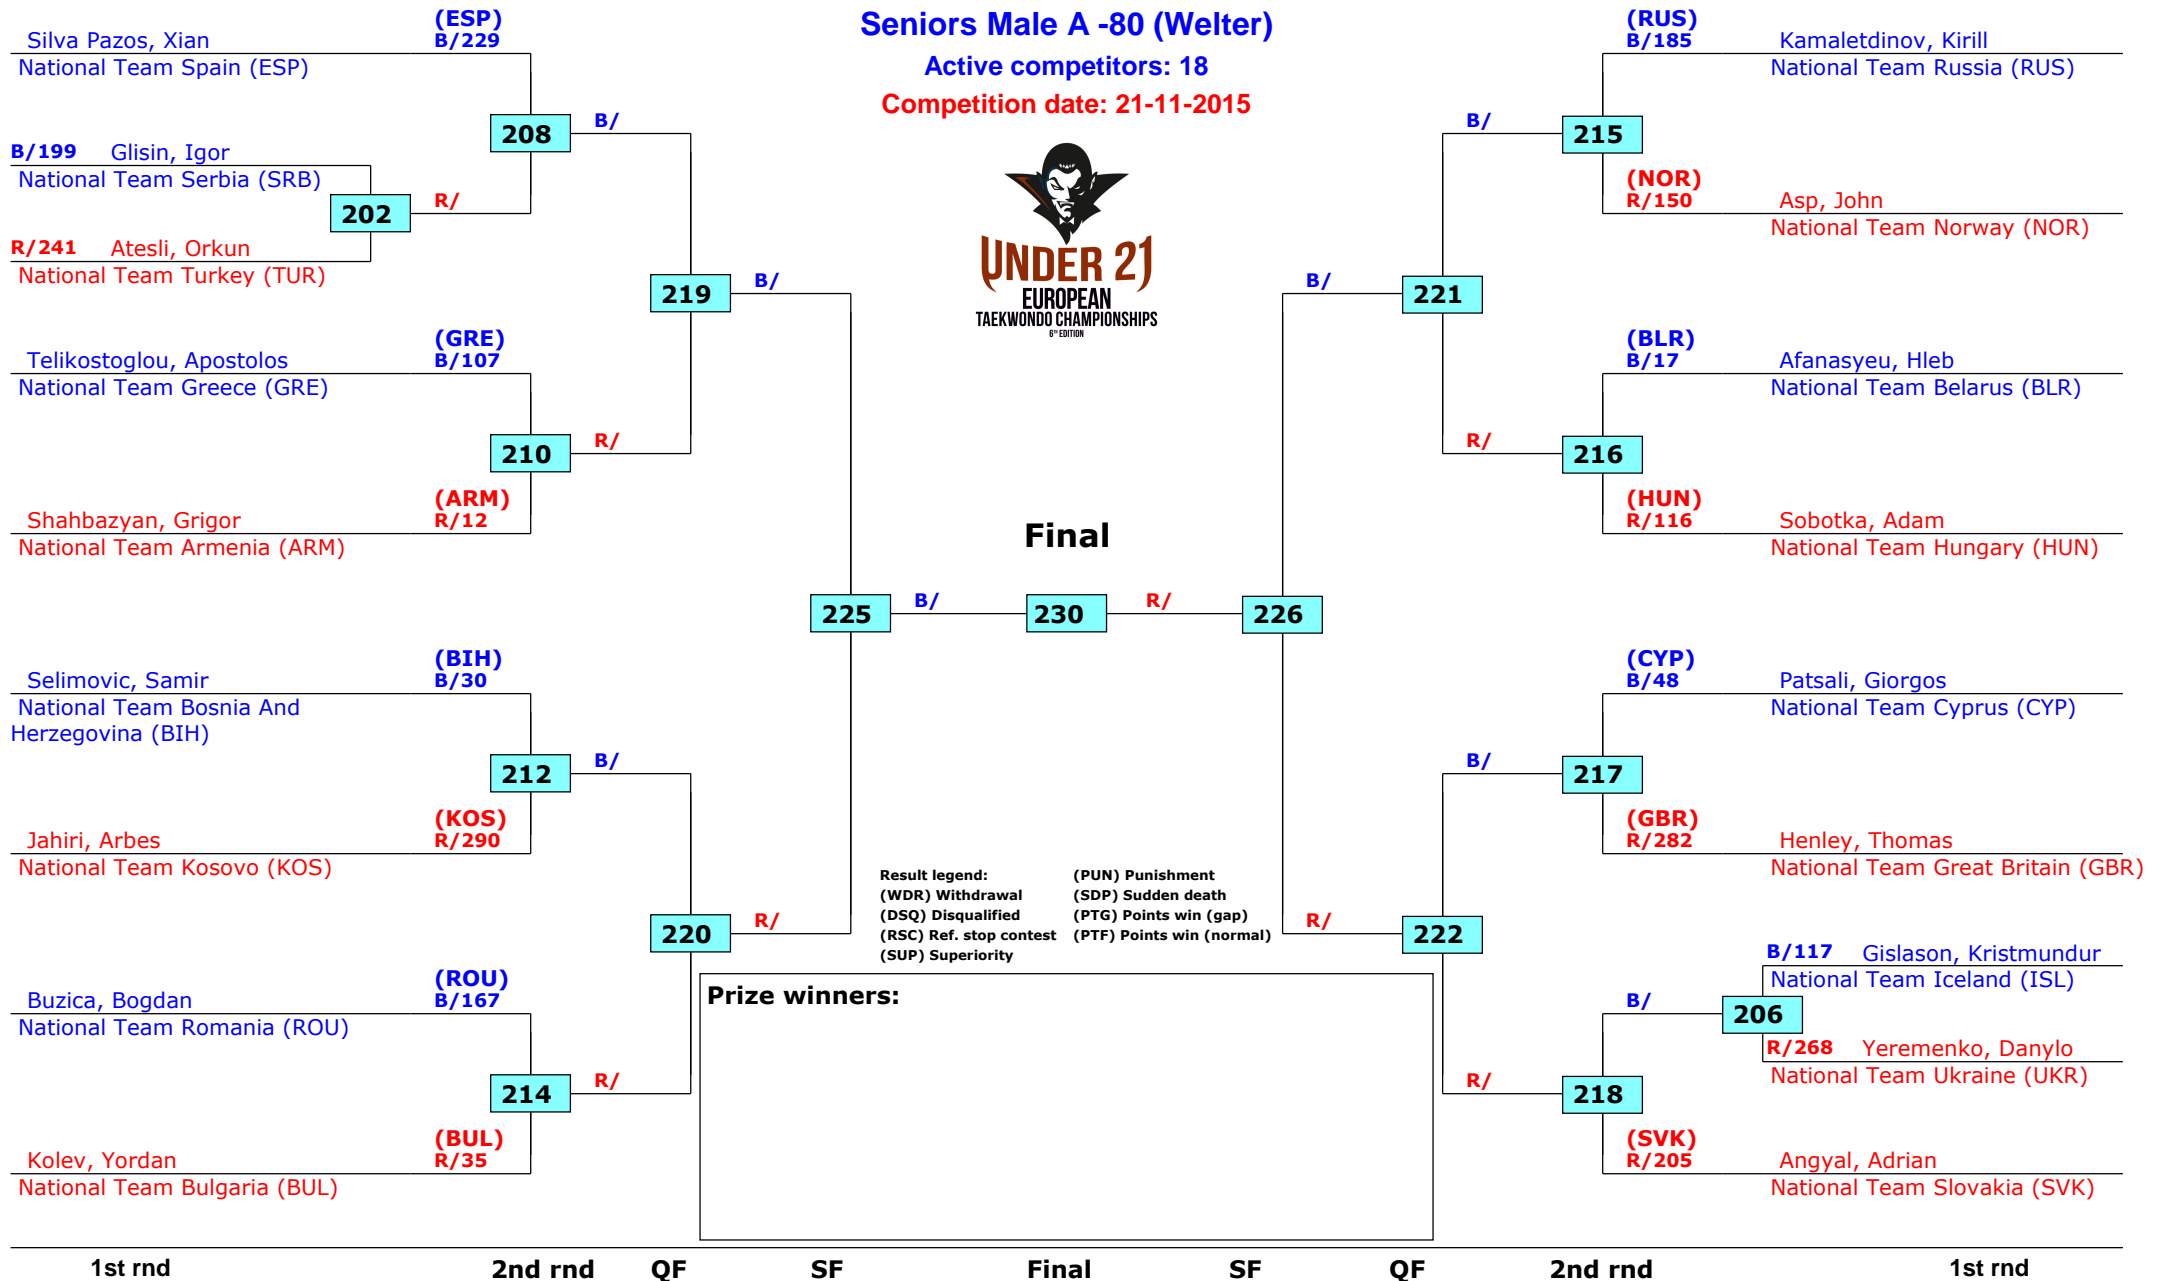 Seniors Male A -80 (Welter)
Active competitors: 18
Competition date: 21-11-2015
UNDER 21
EUROPEAN
TAEKWONDO CHAMPIONSHIPS
6TH EDITION
(ESP)
Silva Pazos, Xian B/229
National Team Spain (ESP)
208
B/
B/199 Glisin, Igor
National Team Serbia (SRB)
202
R/
R/241 Atesli, Orkun
National Team Turkey (TUR)
219
B/
(GRE)
Telikostoglou, Apostolos B/107
National Team Greece (GRE)
210
R/
(ARM)
Shahbazyan, Grigor R/12
National Team Armenia (ARM)
225
B/
(BIH)
Selimovic, Samir B/30
National Team Bosnia And
Herzegovina (BIH)
212
B/
(KOS)
Jahiri, Arbes R/290
National Team Kosovo (KOS)
220
R/
(ROU)
Buzica, Bogdan B/167
National Team Romania (ROU)
214
R/
(BUL)
Kolev, Yordan R/35
National Team Bulgaria (BUL)
Final
230
R/
226
(RUS)
B/185 Kamaletdinov, Kirill
National Team Russia (RUS)
B/
215
(NOR)
R/150 Asp, John
National Team Norway (NOR)
B/
221
(BLR)
B/17 Afanasyeu, Hleb
National Team Belarus (BLR)
R/
216
(HUN)
R/116 Sobotka, Adam
National Team Hungary (HUN)
(CYP)
B/48 Patsali, Giorgos
National Team Cyprus (CYP)
B/
217
(GBR)
R/282 Henley, Thomas
National Team Great Britain (GBR)
R/
222
B/117 Gislason, Kristmundur
National Team Iceland (ISL)
B/
206
R/268 Yeremenko, Danylo
National Team Ukraine (UKR)
R/
218
(SVK)
R/205 Angyal, Adrian
National Team Slovakia (SVK)
Result legend: (PUN) Punishment
(WDR) Withdrawal (SDP) Sudden death
(DSQ) Disqualified (PTG) Points win (gap)
(RSC) Ref. stop contest (PTF) Points win (normal)
(SUP) Superiority
Prize winners:
1st rnd 2nd rnd QF SF Final SF QF 2nd rnd 1st rnd